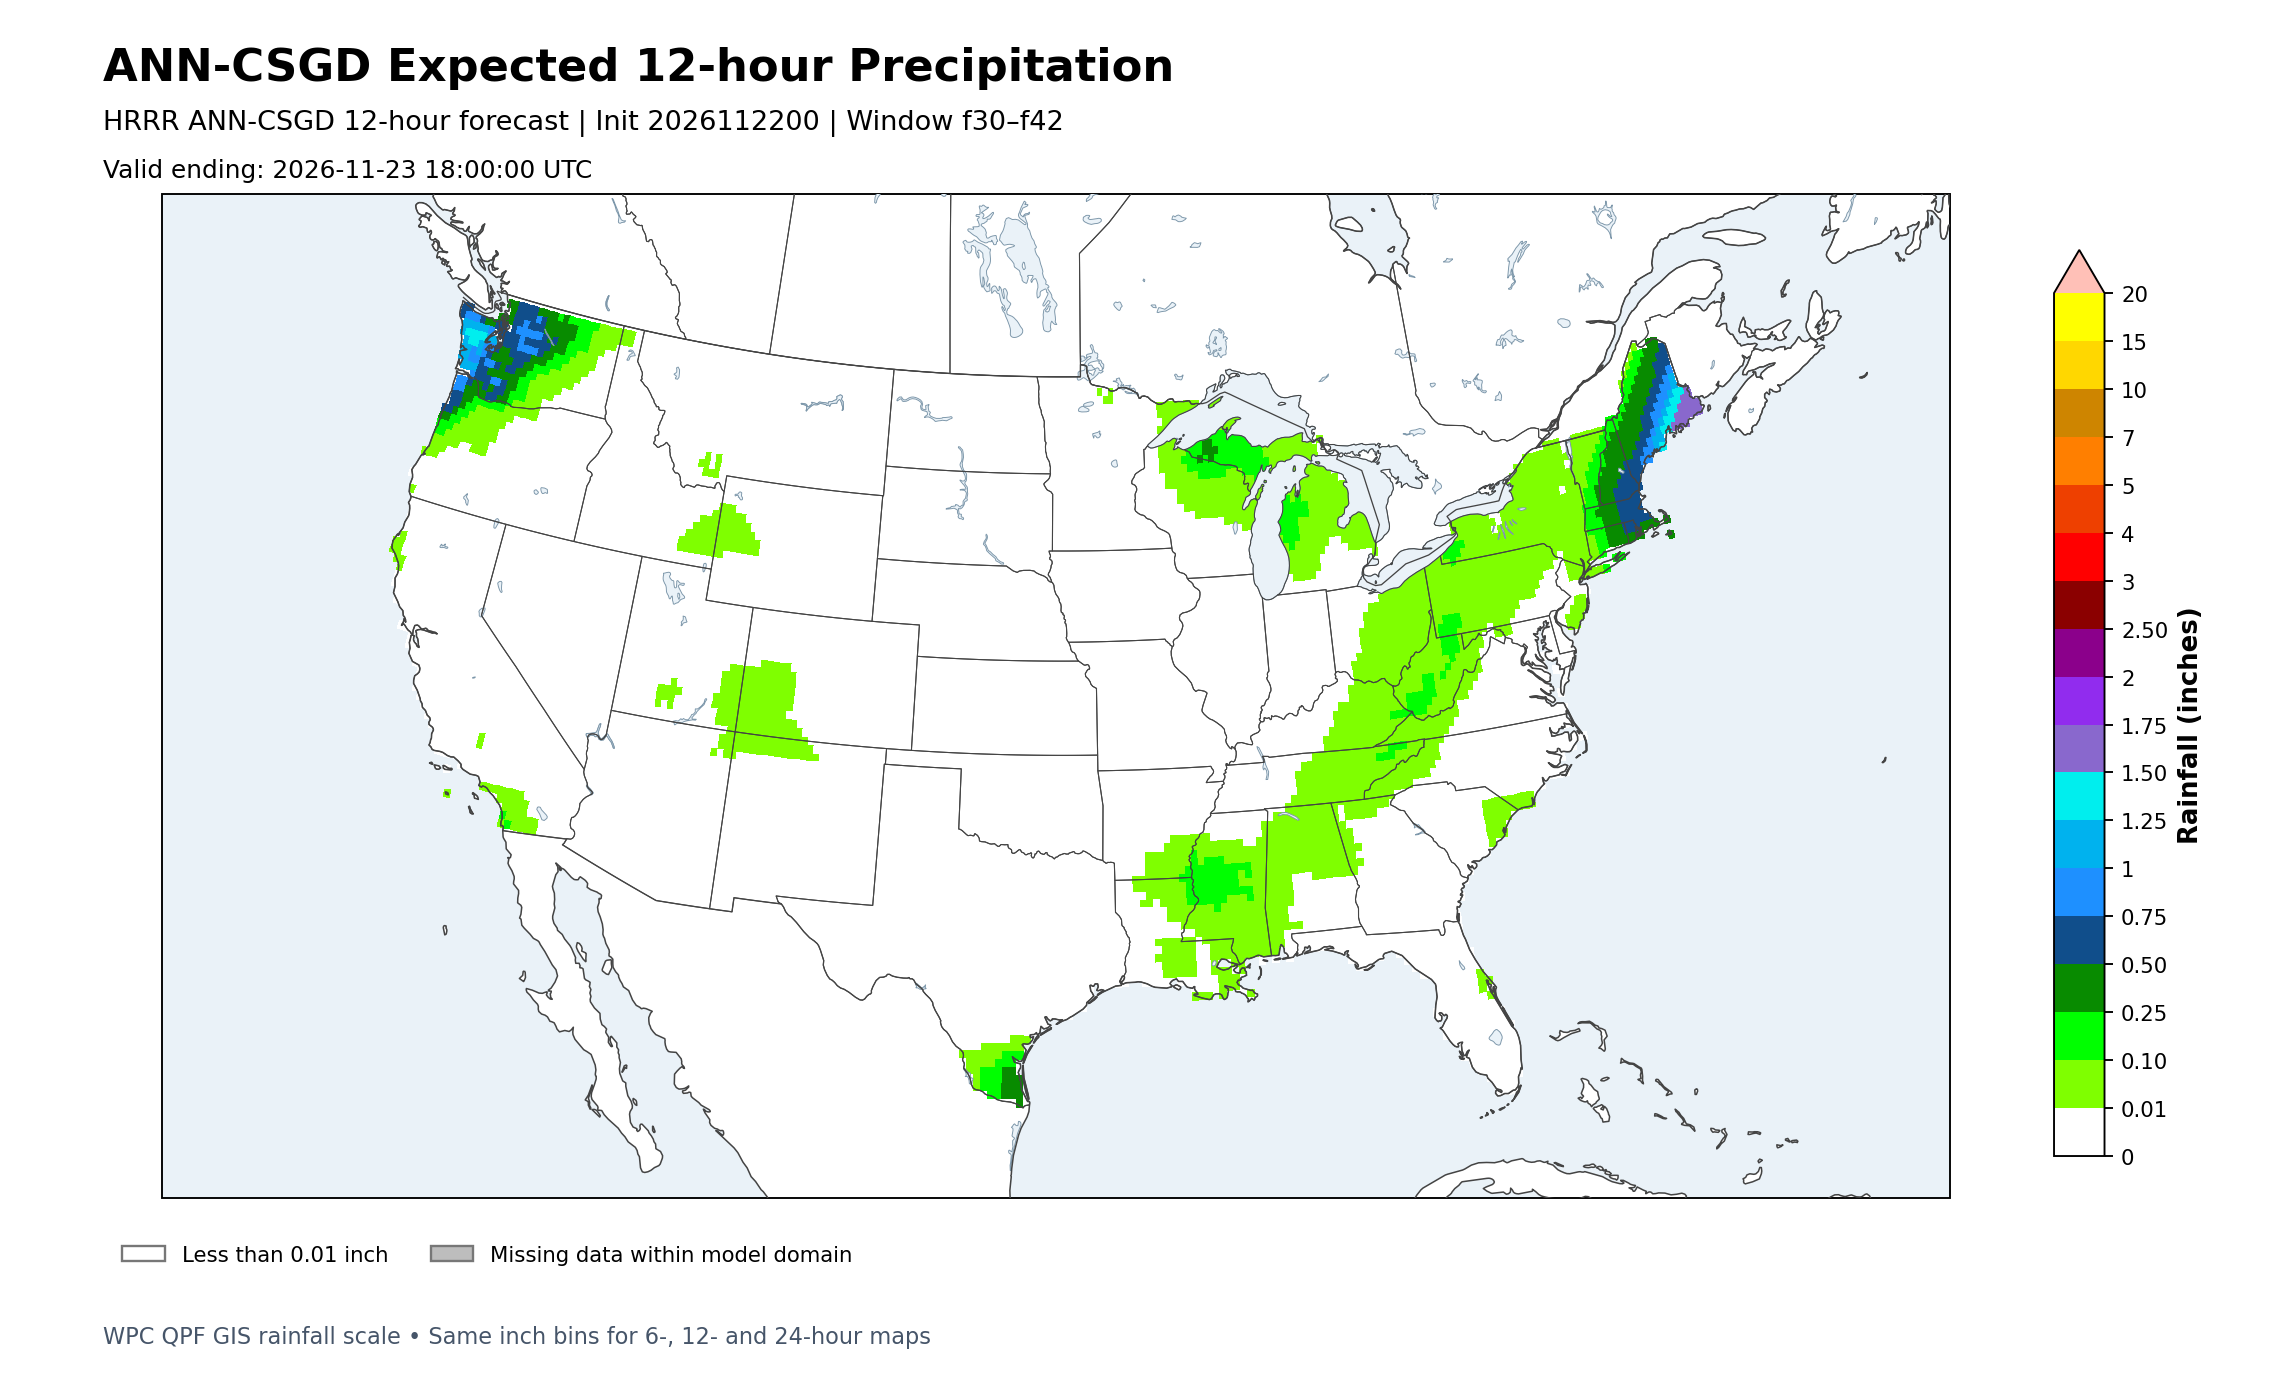 ANN-CSGD Expected 12-hour Precipitation
HRRR ANN-CSGD 12-hour forecast | Init 2026112200 | Window f30–f42
Valid ending: 2026-11-23 18:00:00 UTC
20
15
10
7
5
4
3
2.50
2
1.75
1.50
1.25
1
0.75
0.50
0.25
0.10
0.01
0
Rainfall (inches)
Less than 0.01 inch
Missing data within model domain
WPC QPF GIS rainfall scale • Same inch bins for 6-, 12- and 24-hour maps